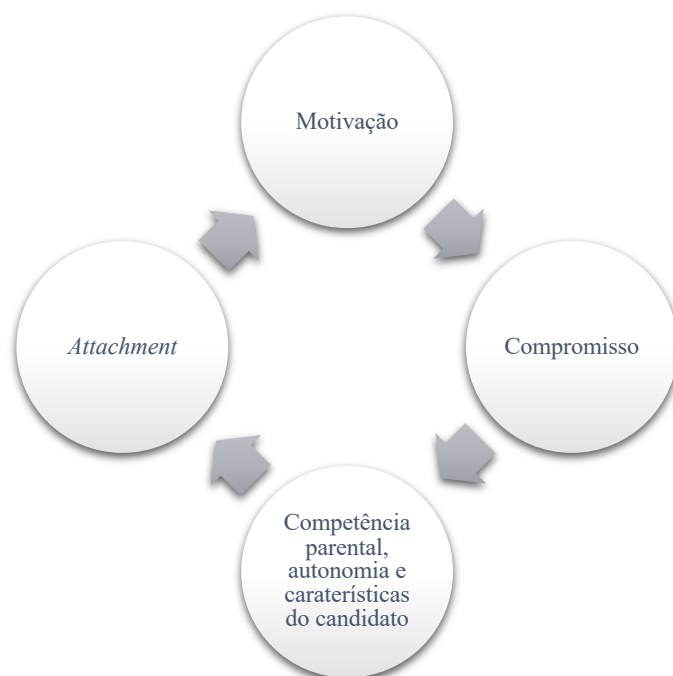 Motivação
Compromisso
Competência
parental,
autonomia e
caraterísticas
do candidato
Attachment